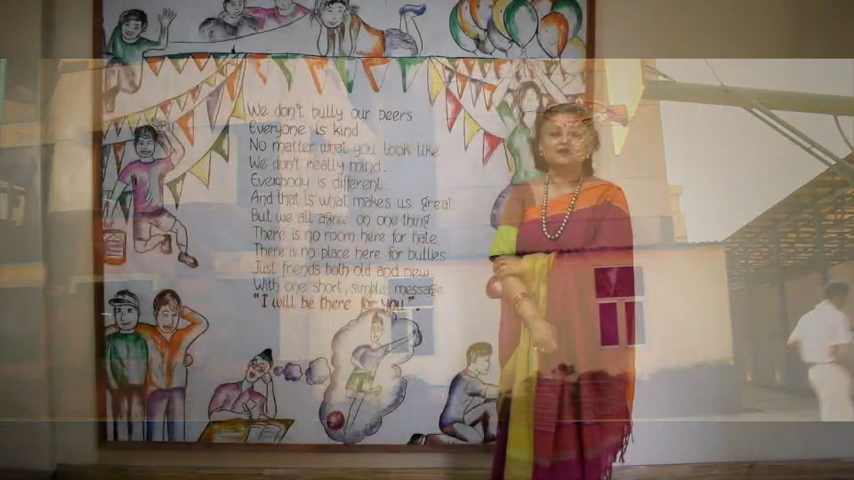 We don't bully our peers
Everyone is kind
No matter what you look like
We don't really mind.
Everbody is different
And that is what makes us great
But we all agree on one thing
There is no room here for hate
There is no place here for bullies
Just friends both old and new
With one short, simple message
"I will be there for you".